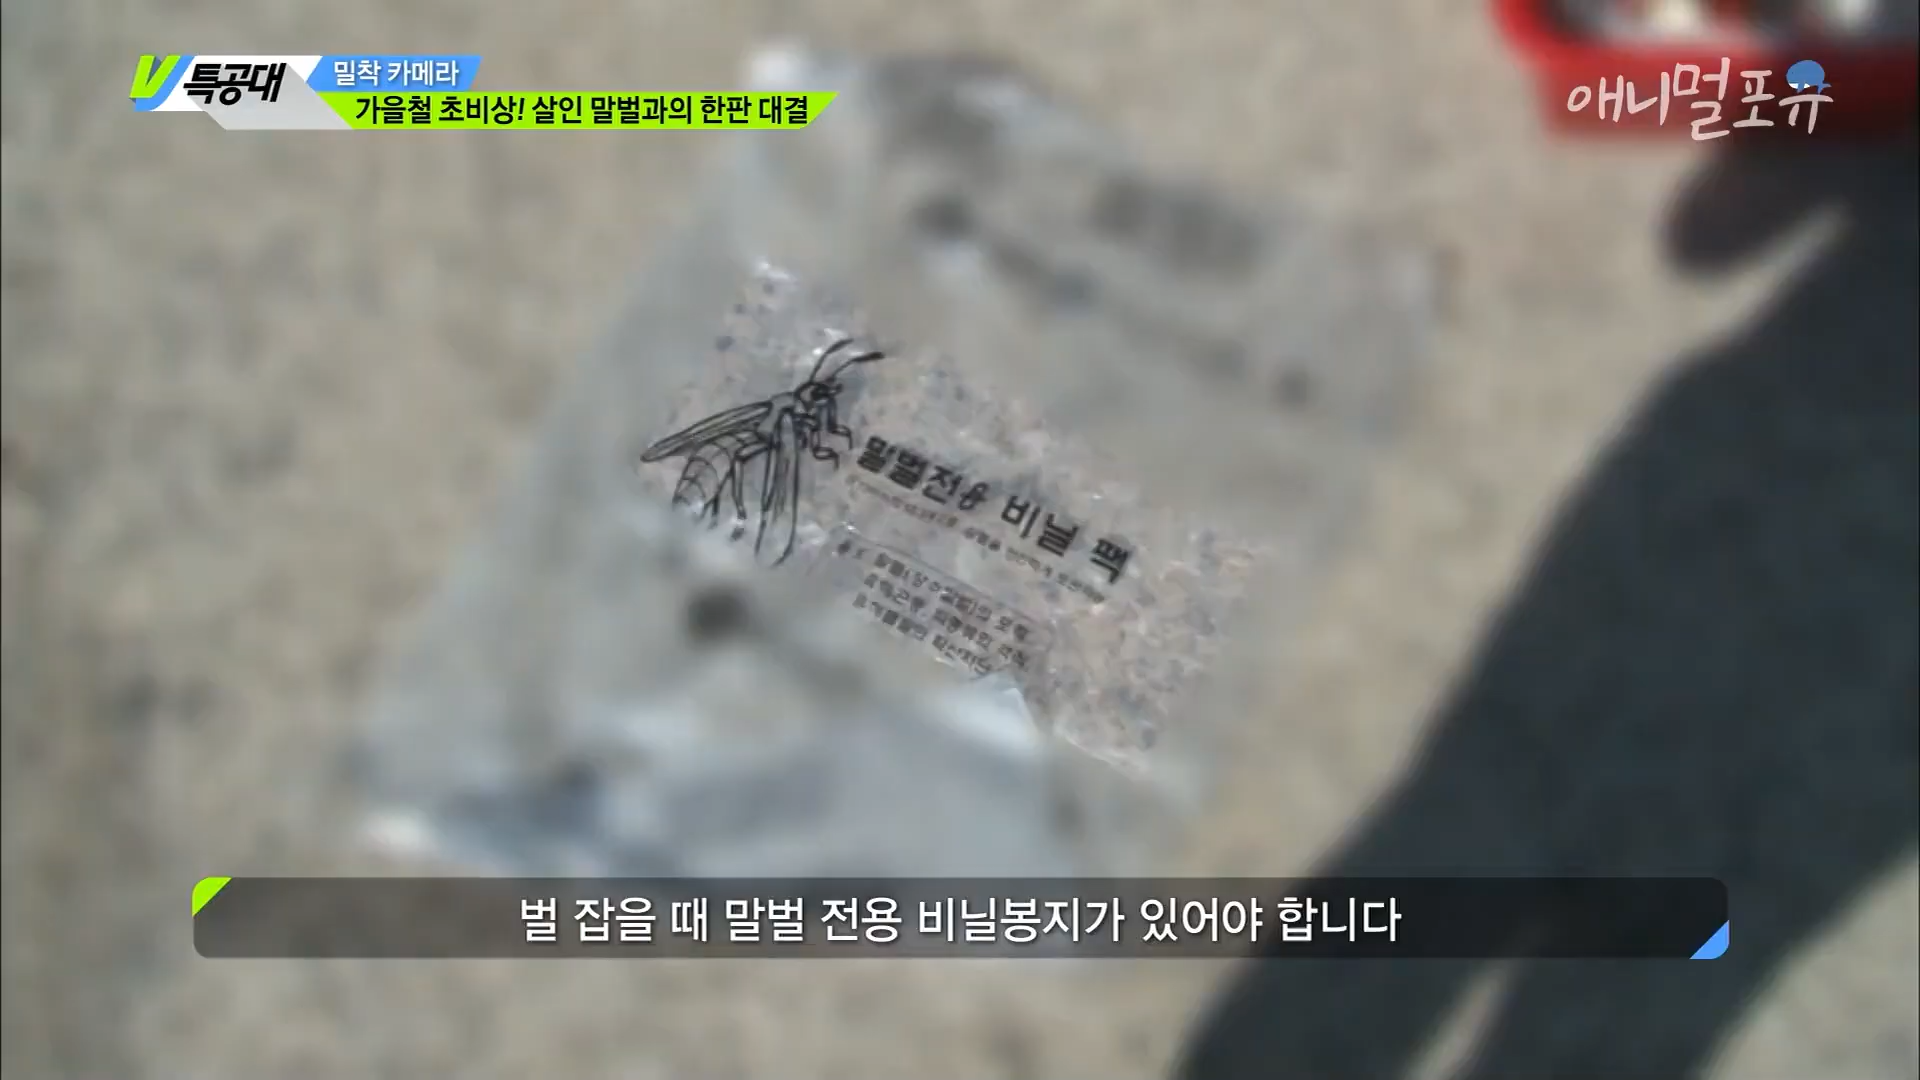 V 특공대
밀착 카메라
가을철 초비상! 살인 말벌과의 한판 대결
애니멀포유
말벌전용 비닐 팩
벌 잡을 때 말벌 전용 비닐봉지가 있어야 합니다